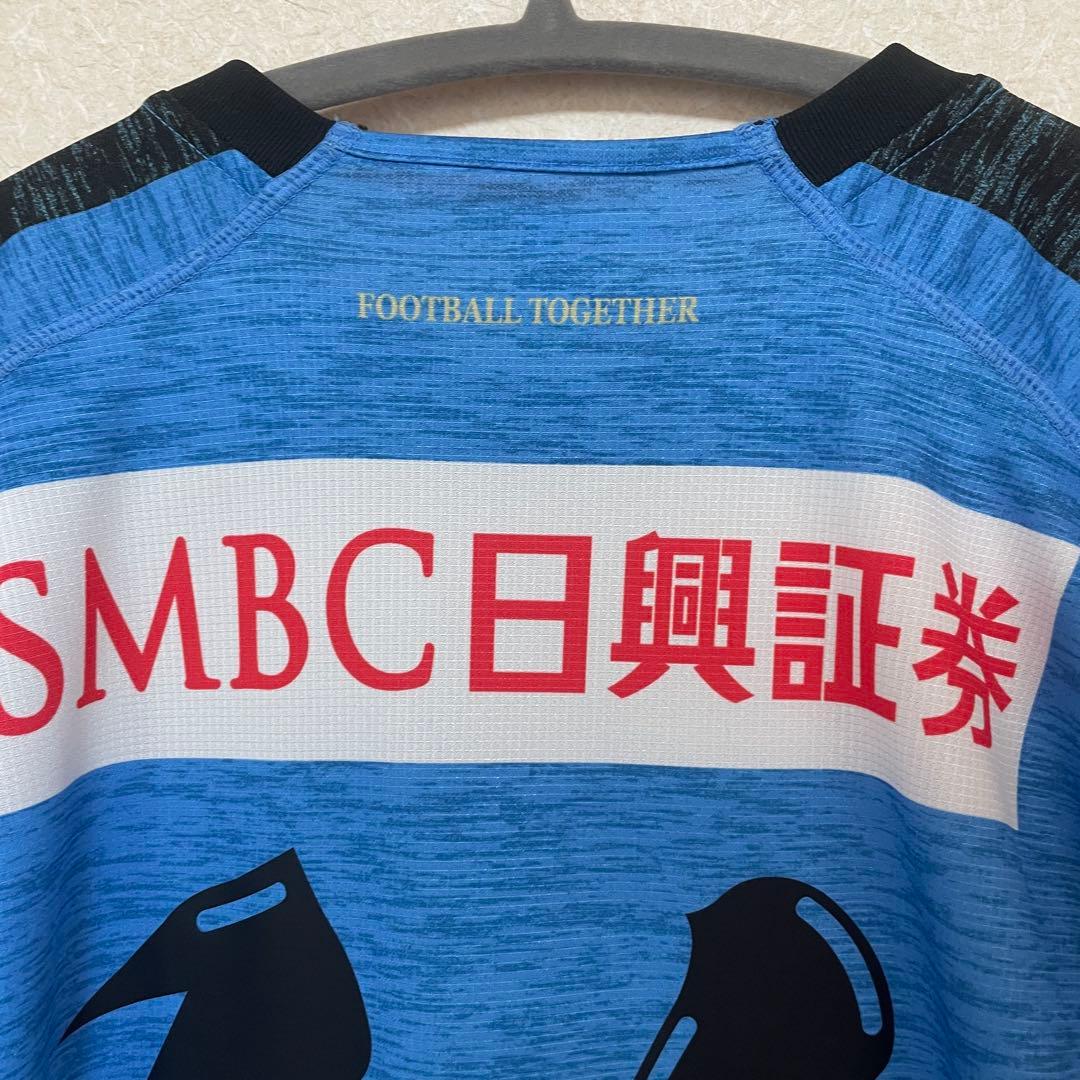 FOOTBALL TOGETHER
SMBC日興証券